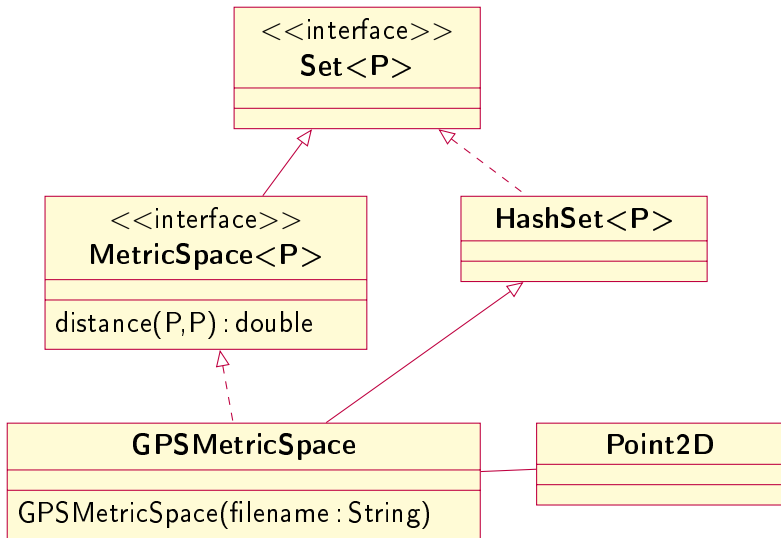 <<interface>>
Set<P>
<<interface>>
MetricSpace<P>
distance(P,P) : double
HashSet<P>
GPSMetricSpace
GPSMetricSpace(filename : String)
Point2D